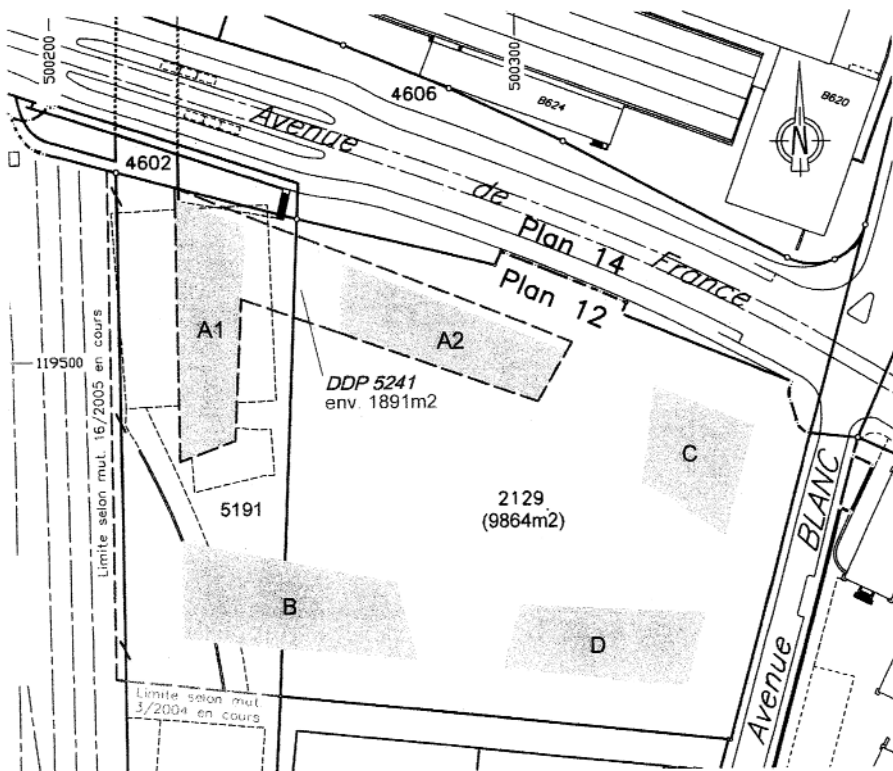 500200
500300
4606
B624
B620
N
Avenue
de
France
4602
Plan 14
Plan 12
A1
A2
119500
DDP 5241
env. 1891m2
Limite selon mut. 16/2005 en cours
C
2129
(9864m2)
5191
B
D
Avenue
BLANC
Limite selon mut.
3/2004 en cours